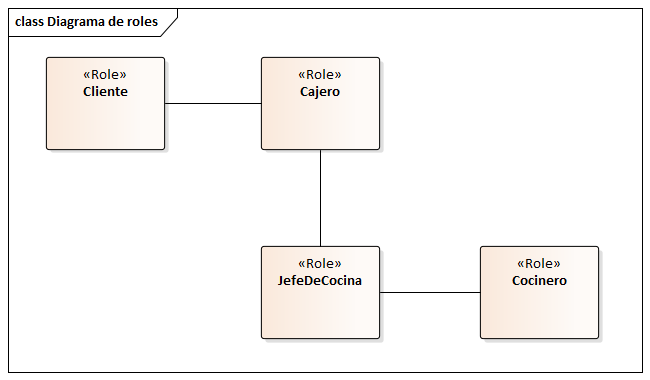 class Diagrama de roles
«Role»
Cliente
«Role»
Cajero
«Role»
JefeDeCocina
«Role»
Cocinero